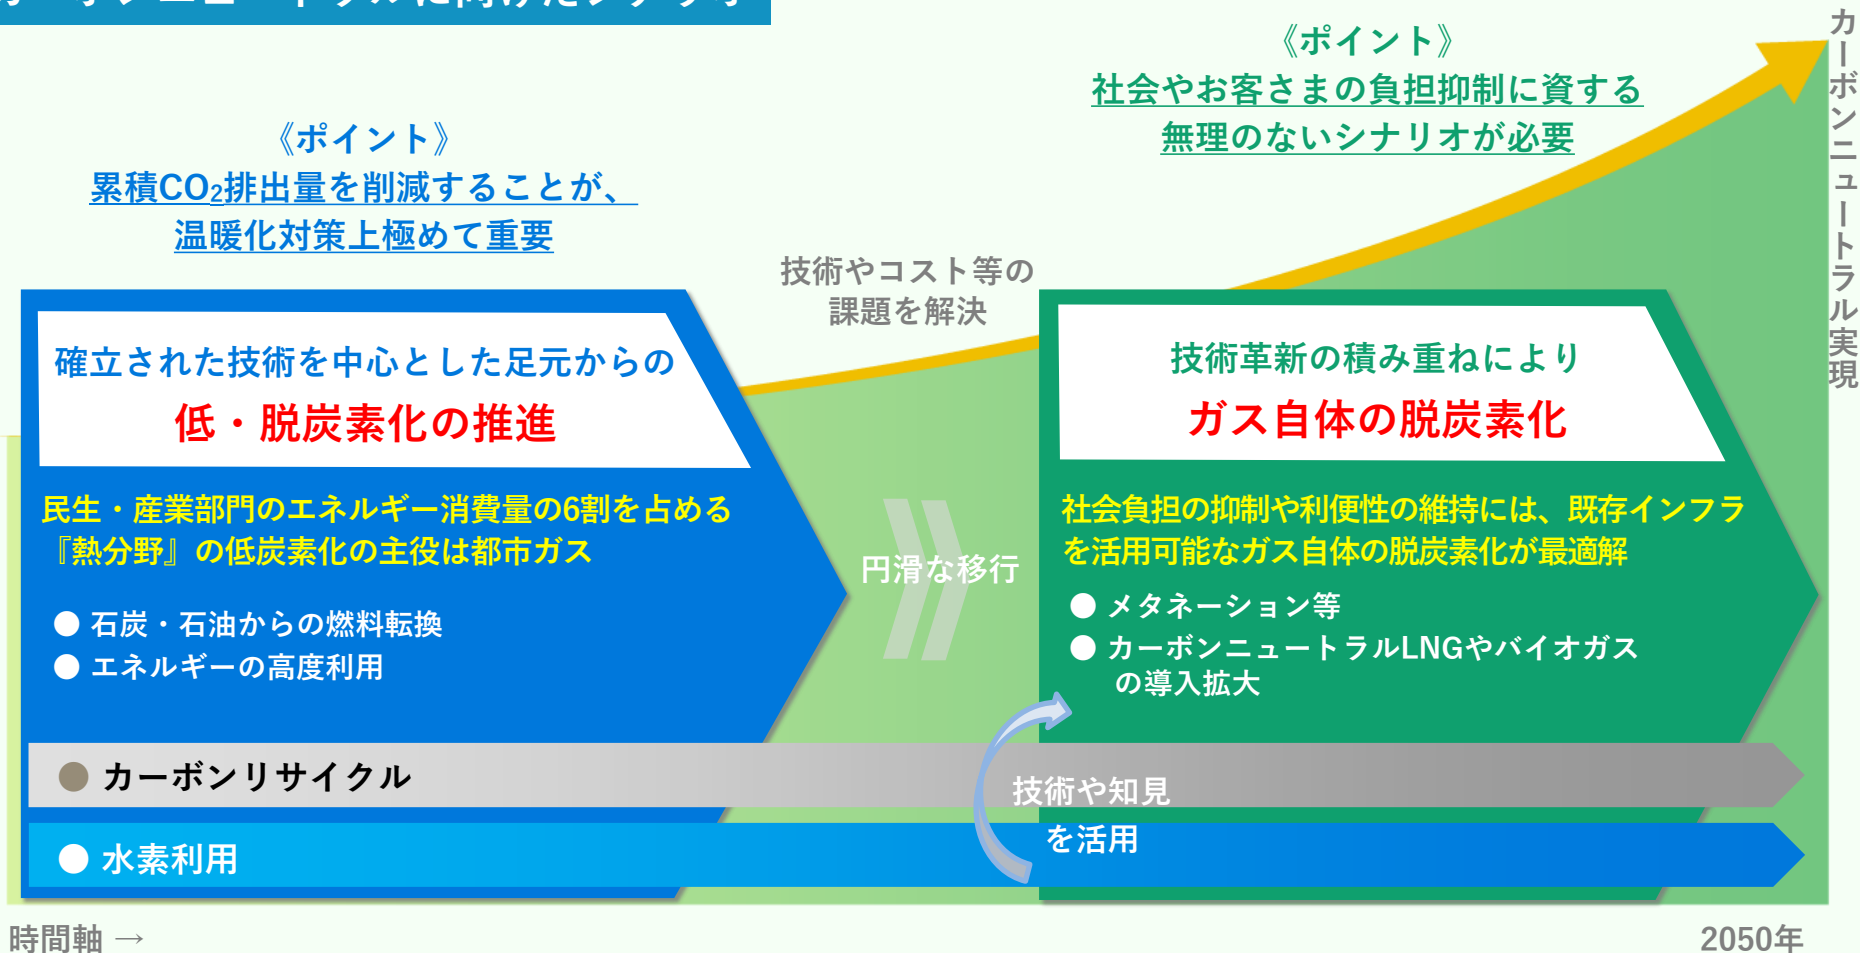 《ポイント》
累積CO₂排出量を削減することが、
温暖化対策上極めて重要
《ポイント》
社会やお客さまの負担抑制に資する
無理のないシナリオが必要
カーボンニュートラル実現
技術やコスト等の
課題を解決
確立された技術を中心とした足元からの
低・脱炭素化の推進
民生・産業部門のエネルギー消費量の6割を占める
『熱分野』の低炭素化の主役は都市ガス
● 石炭・石油からの燃料転換
● エネルギーの高度利用
円滑な移行
技術革新の積み重ねにより
ガス自体の脱炭素化
社会負担の抑制や利便性の維持には、既存インフラ
を活用可能なガス自体の脱炭素化が最適解
● メタネーション等
● カーボンニュートラルLNGやバイオガス
の導入拡大
● カーボンリサイクル
技術や知見
を活用
● 水素利用
時間軸 →
2050年